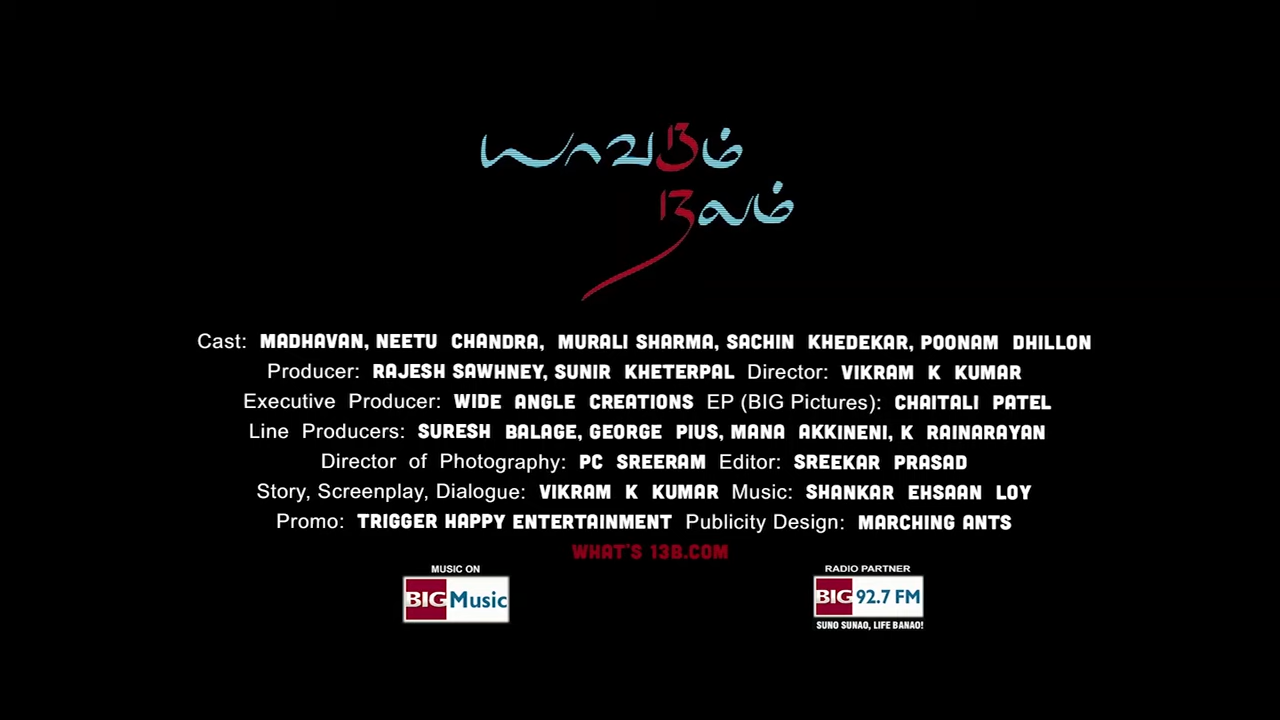 யாவரும்
நலம்
Cast: MADHAVAN, NEETU CHANDRA, MURALI SHARMA, SACHIN KHEDEKAR, POONAM DHILLON
Producer: RAJESH SAWHNEY, SUNIR KHETERPAL Director: VIKRAM K KUMAR
Executive Producer: WIDE ANGLE CREATIONS EP (BIG Pictures): CHAITALI PATEL
Line Producers: SURESH BALAGE, GEORGE PIUS, MANA AKKINENI, K RAINARAYAN
Director of Photography: PC SREERAM Editor: SREEKAR PRASAD
Story, Screenplay, Dialogue: VIKRAM K KUMAR Music: SHANKAR EHSAAN LOY
Promo: TRIGGER HAPPY ENTERTAINMENT Publicity Design: MARCHING ANTS
WHAT'S 13B.COM
MUSIC ON
BIG Music
RADIO PARTNER
BIG 92.7 FM
SUNO SUNAO, LIFE BANAO!